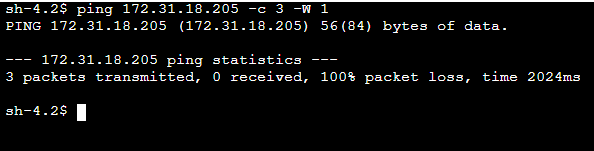 sh-4.2$ ping 172.31.18.205 -c 3 -W 1
PING 172.31.18.205 (172.31.18.205) 56(84) bytes of data.
--- 172.31.18.205 ping statistics ---
3 packets transmitted, 0 received, 100% packet loss, time 2024ms
sh-4.2$